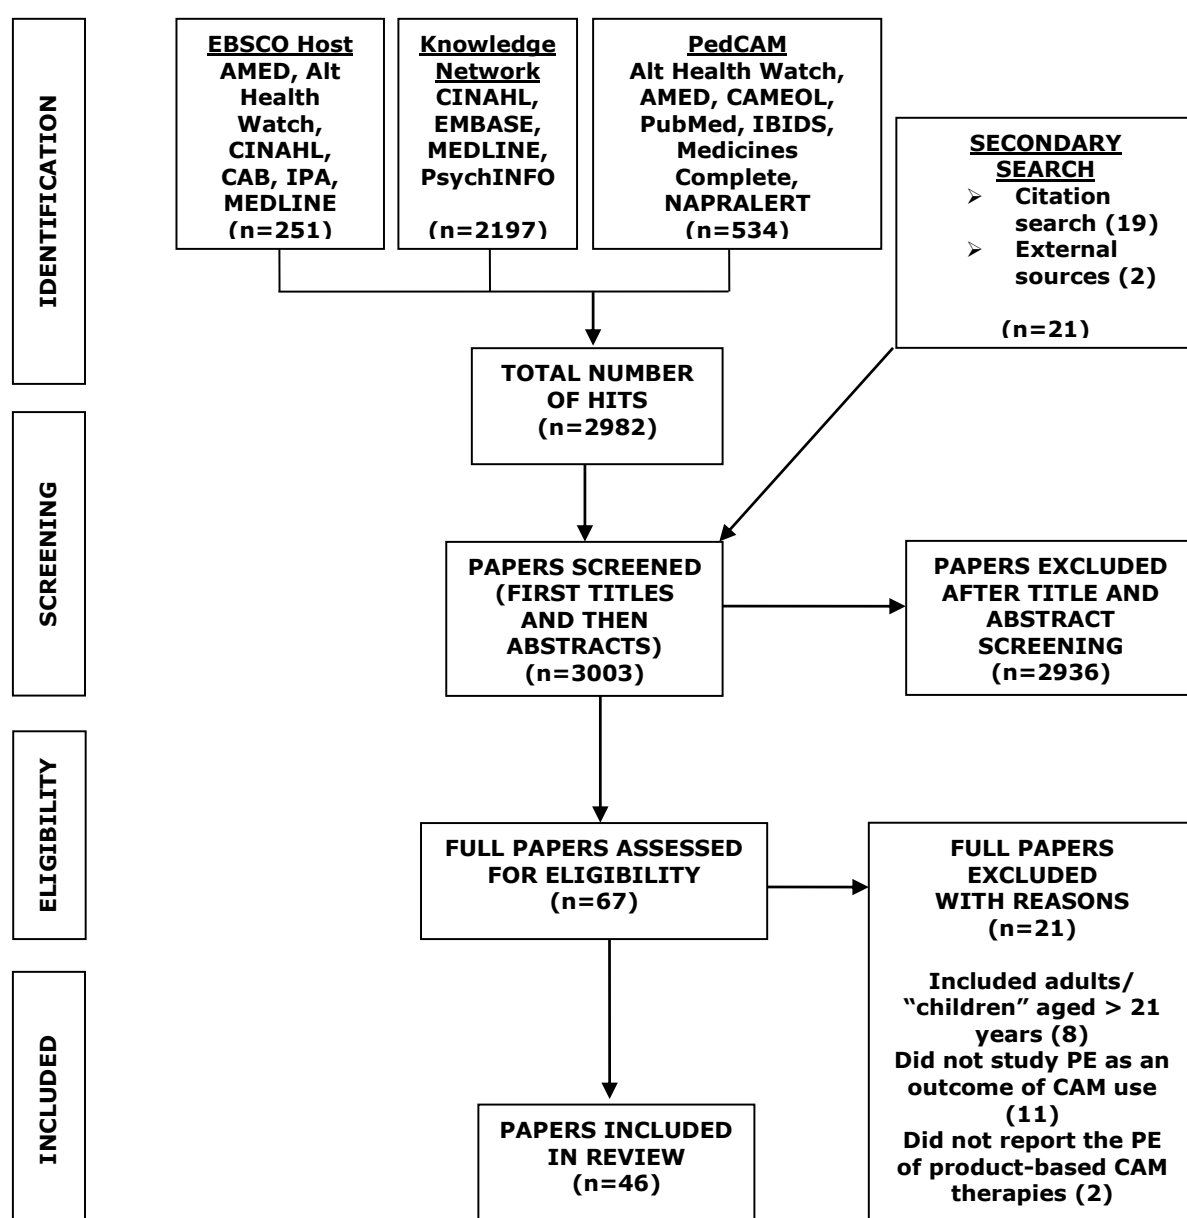 IDENTIFICATION
EBSCO Host
AMED, Alt
Health
Watch,
CINAHL,
CAB, IPA,
MEDLINE
(n=251)
Knowledge
Network
CINAHL,
EMBASE,
MEDLINE,
PsychINFO
(n=2197)
PedCAM
Alt Health Watch,
AMED, CAMEOL,
PubMed, IBIDS,
Medicines
Complete,
NAPRALERT
(n=534)
SECONDARY
SEARCH
➢ Citation
search (19)
➢ External
sources (2)
(n=21)
TOTAL NUMBER
OF HITS
(n=2982)
SCREENING
PAPERS SCREENED
(FIRST TITLES
AND THEN
ABSTRACTS)
(n=3003)
PAPERS EXCLUDED
AFTER TITLE AND
ABSTRACT
SCREENING
(n=2936)
ELIGIBILITY
FULL PAPERS ASSESSED
FOR ELIGIBILITY
(n=67)
FULL PAPERS
EXCLUDED
WITH REASONS
(n=21)
Included adults/
“children” aged > 21
years (8)
Did not study PE as an
outcome of CAM use
(11)
Did not report the PE
of product-based CAM
therapies (2)
INCLUDED
PAPERS INCLUDED
IN REVIEW
(n=46)